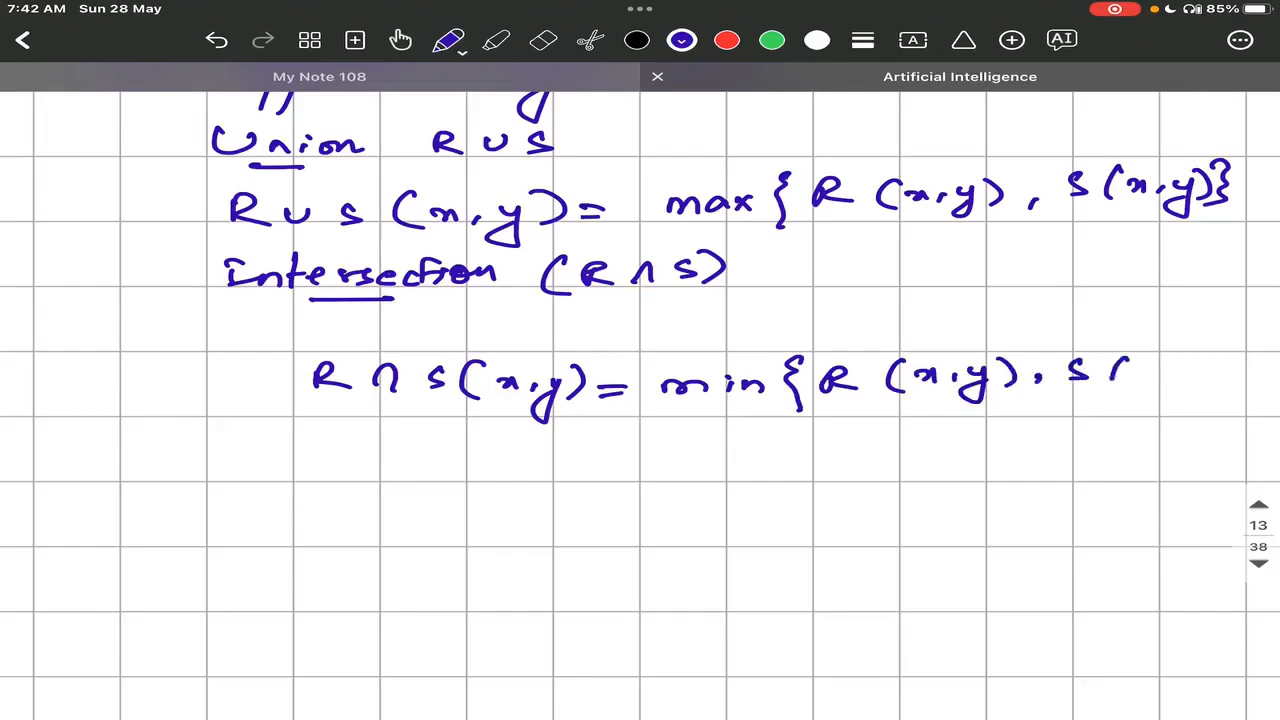 7:42 AM Sun 28 May
85%
My Note 108
Artificial Intelligence
Union R ∪ S
R ∪ S (x, y) = max{ R (x, y) , S (x, y)}
Intersection (R ∩ S)
R ∩ S (x, y) = min{ R (x, y) , S (
13
38